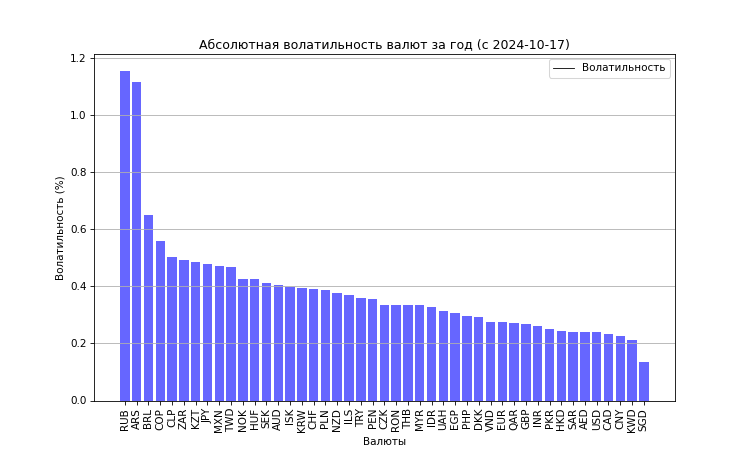 Абсолютная волатильность валют за год (с 2024-10-17)
Волатильность
1.2
1.0
0.8
0.6
0.4
0.2
0.0
Волатильность (%)
RUB
ARS
BRL
COP
CLP
ZAR
KZT
JPY
MXN
TWD
NOK
HUF
SEK
AUD
ISK
KRW
CHF
PLN
NZD
ILS
TRY
PEN
CZK
RON
THB
MYR
IDR
UAH
EGP
PHP
DKK
VND
EUR
QAR
GBP
INR
PKR
HKD
SAR
AED
USD
CAD
CNY
KWD
SGD
Валюты